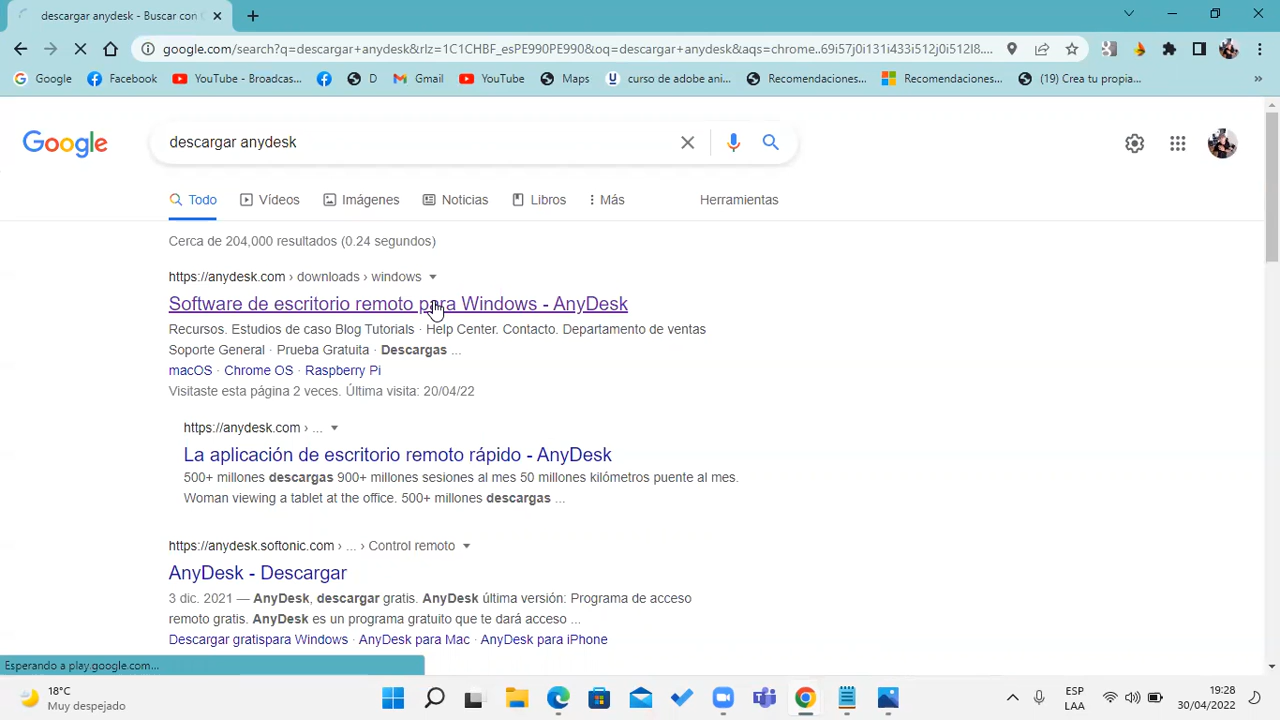 descargar anydesk - Buscar con
google.com/search?q=descargar+anydesk&rlz=1C1CHBF_esPE990PE990&oq=descargar+anydesk&aqs=chrome..69i57j0i131i433i512j0i512l8....
Google Facebook YouTube - Broadcas... D Gmail YouTube Maps curso de adobe ani... Recomendaciones... Recomendaciones... (19) Crea tu propia... »
Google descargar anydesk
Todo Vídeos Imágenes Noticias Libros Más Herramientas
Cerca de 204,000 resultados (0.24 segundos)
https://anydesk.com › downloads › windows
Software de escritorio remoto para Windows - AnyDesk
Recursos. Estudios de caso Blog Tutorials · Help Center. Contacto. Departamento de ventas
Soporte General · Prueba Gratuita · Descargas ...
macOS · Chrome OS · Raspberry Pi
Visitaste esta página 2 veces. Última visita: 20/04/22
https://anydesk.com › ...
La aplicación de escritorio remoto rápido - AnyDesk
500+ millones descargas 900+ millones sesiones al mes 50 millones kilómetros puente al mes.
Woman viewing a tablet at the office. 500+ millones descargas ...
https://anydesk.softonic.com › ... › Control remoto
AnyDesk - Descargar
3 dic. 2021 — AnyDesk, descargar gratis. AnyDesk última versión: Programa de acceso
remoto gratis. AnyDesk es un programa gratuito que te dará acceso ...
Descargar gratispara Windows · AnyDesk para Mac · AnyDesk para iPhone
Esperando a play.google.com...
18°C
Muy despejado
ESP
LAA
19:28
30/04/2022